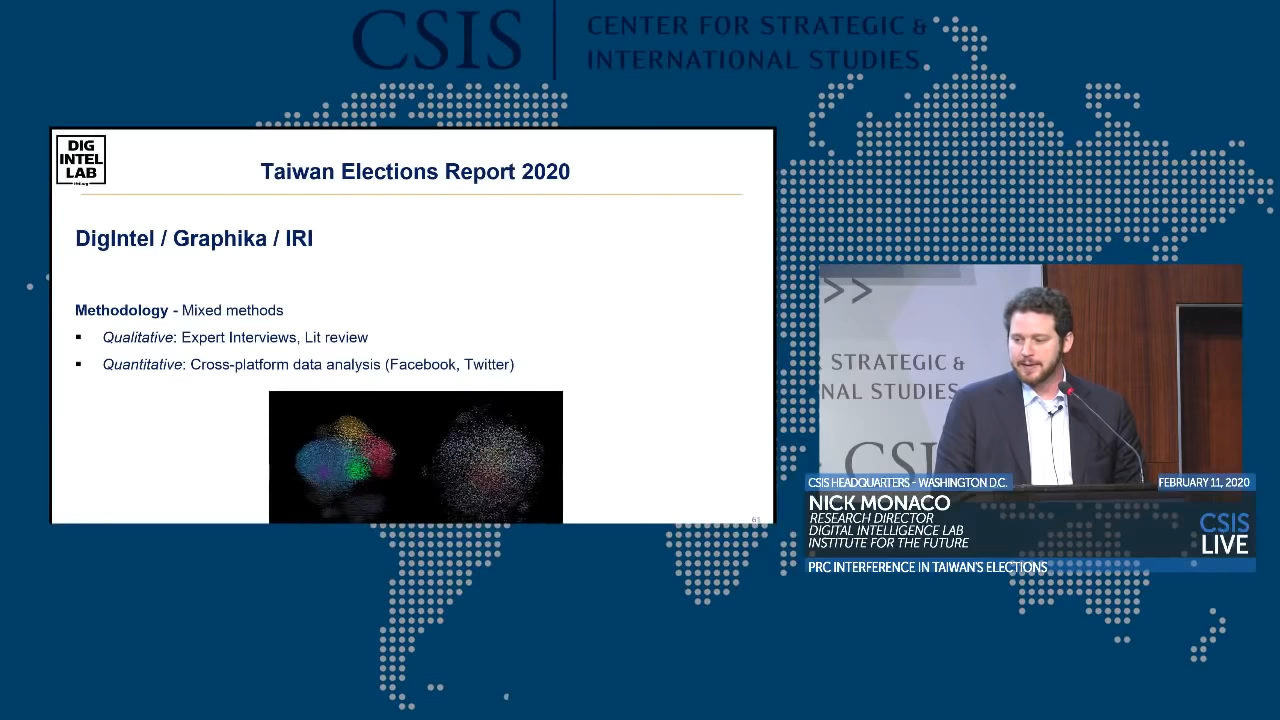 CSIS
CENTER FOR STRATEGIC &
INTERNATIONAL STUDIES
DIG
INTEL
LAB
Taiwan Elections Report 2020
DigIntel / Graphika / IRI
Methodology - Mixed methods
▪ Qualitative: Expert Interviews, Lit review
▪ Quantitative: Cross-platform data analysis (Facebook, Twitter)
61
>>
STRATEGIC &
NAL STUDIES
CSI
CSIS HEADQUARTERS - WASHINGTON D.C.
FEBRUARY 11, 2020
NICK MONACO
RESEARCH DIRECTOR
DIGITAL INTELLIGENCE LAB
INSTITUTE FOR THE FUTURE
CSIS
LIVE
PRC INTERFERENCE IN TAIWAN'S ELECTIONS